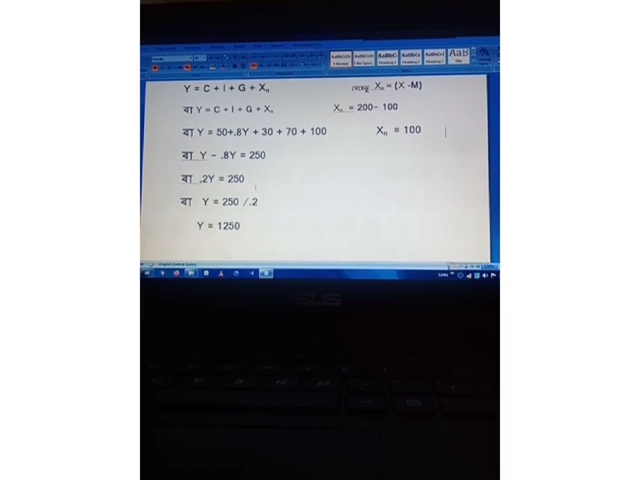 Y = C + I + G + Xₙ যেহেতু Xₙ = (X -M)
বা Y = C + I + G + Xₙ Xₙ = 200− 100
বা Y = 50+.8Y + 30 + 70 + 100 Xₙ = 100
বা Y − .8Y = 250
বা .2Y = 250
বা Y = 250 /.2
Y = 1250
ASUS